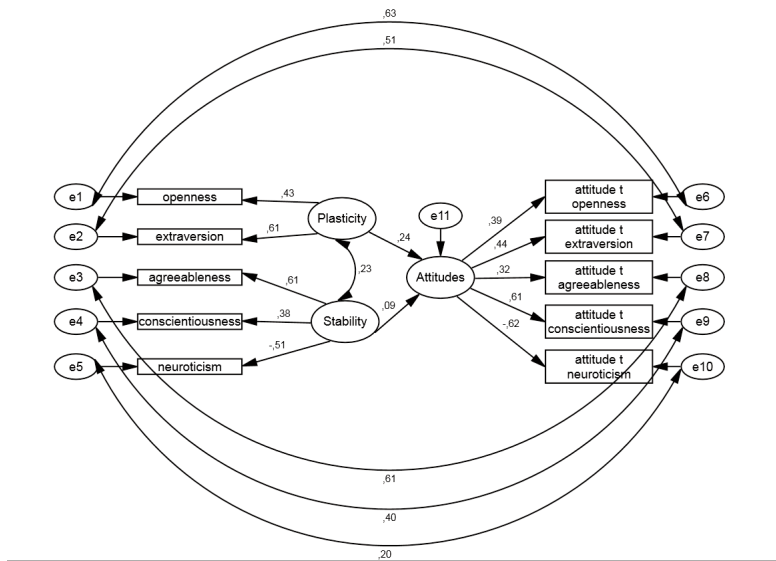 ,63
,51
e1
openness
,43
Plasticity
e11
,39
attitude t
openness
e6
e2
extraversion
,61
,24
,44
attitude t
extraversion
e7
e3
agreeableness
,61
,23
Attitudes
,32
attitude t
agreeableness
e8
e4
conscientiousness
,38
Stability
,09
,61
attitude t
conscientiousness
e9
e5
neuroticism
-,51
-,62
attitude t
neuroticism
e10
,61
,40
,20